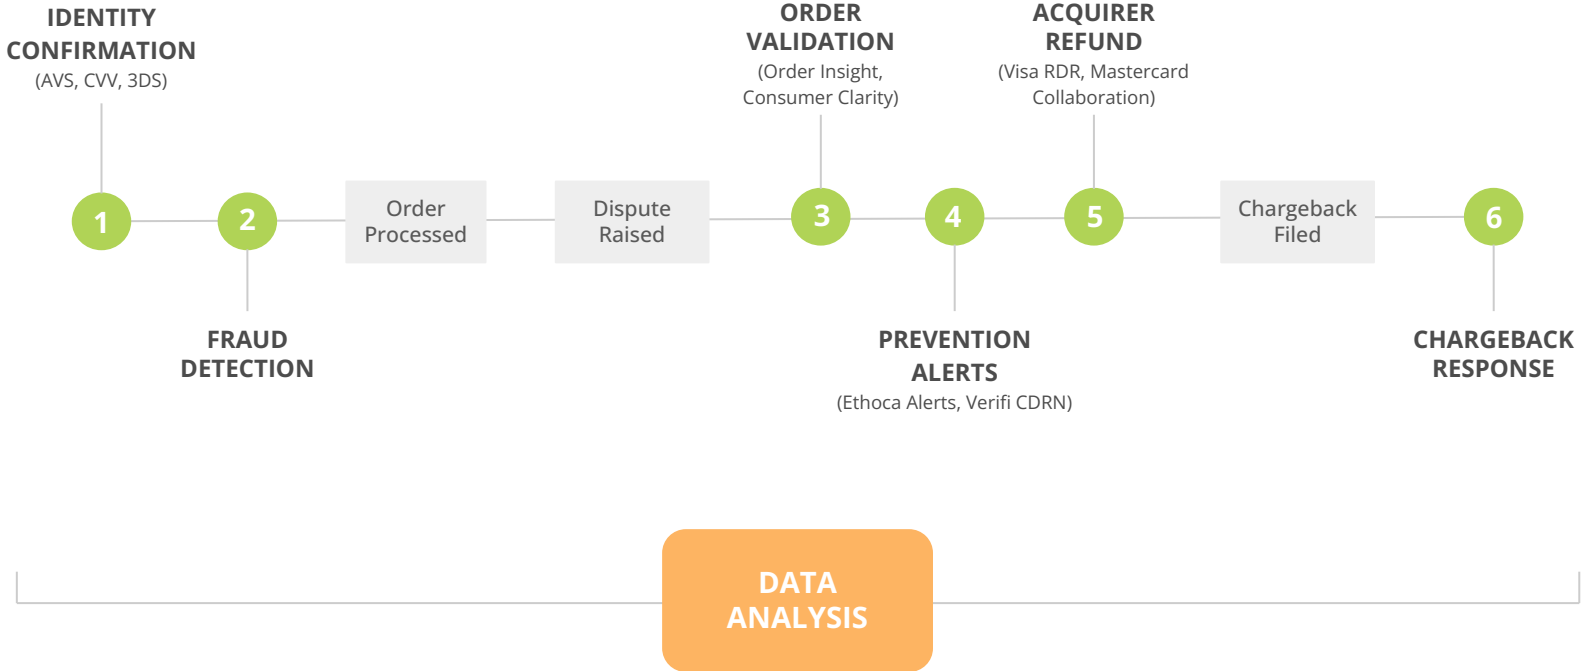 IDENTITY
CONFIRMATION
(AVS, CVV, 3DS)
ORDER
VALIDATION
(Order Insight,
Consumer Clarity)
ACQUIRER
REFUND
(Visa RDR, Mastercard
Collaboration)
1
2
Order
Processed
Dispute
Raised
3
4
5
Chargeback
Filed
6
FRAUD
DETECTION
PREVENTION
ALERTS
(Ethoca Alerts, Verifi CDRN)
CHARGEBACK
RESPONSE
DATA
ANALYSIS